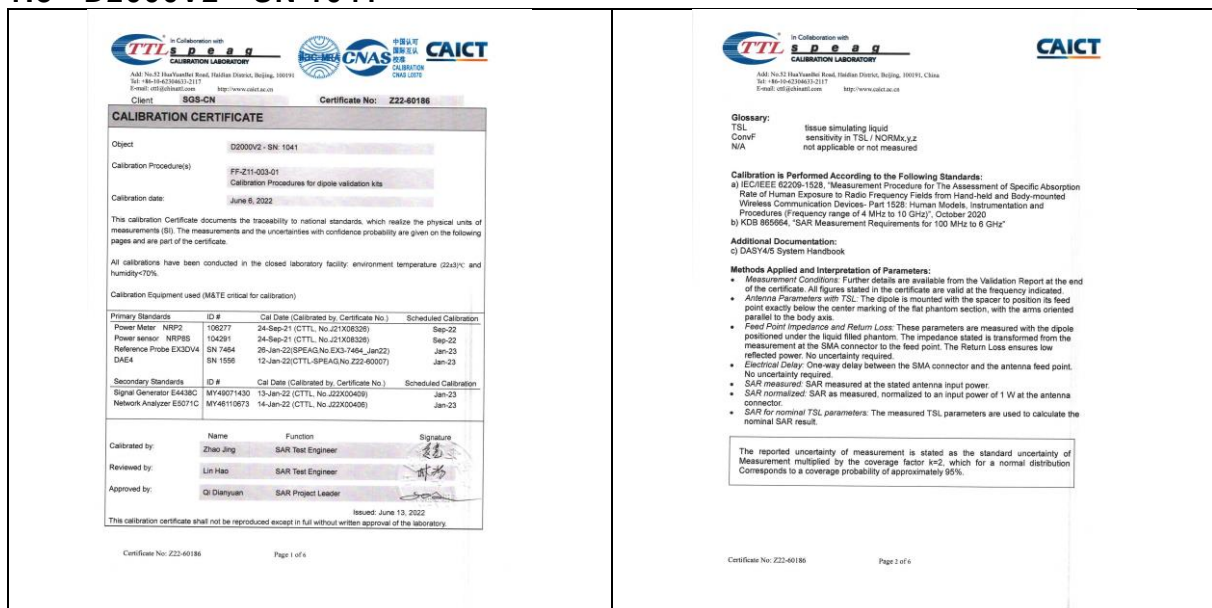 1.6 D2000V2 - SN 1041
TTL
In Collaboration with
s p e a g
CALIBRATION LABORATORY
ilac-MRA
CNAS
中国认可
国际互认
校准
CALIBRATION
CNAS L0570
CAICT
Add: No.52 HuaYuanBei Road, Haidian District, Beijing, 100191
Tel: +86-10-62304633-2117
E-mail: cttl@chinattl.com http://www.caict.ac.cn
Client SGS-CN Certificate No: Z22-60186
CALIBRATION CERTIFICATE
Object D2000V2 - SN: 1041
Calibration Procedure(s)
FF-Z11-003-01
Calibration Procedures for dipole validation kits
Calibration date: June 6, 2022
This calibration Certificate documents the traceability to national standards, which realize the physical units of
measurements (SI). The measurements and the uncertainties with confidence probability are given on the following
pages and are part of the certificate.
All calibrations have been conducted in the closed laboratory facility: environment temperature (22±3)℃ and
humidity<70%.
Calibration Equipment used (M&TE critical for calibration)
Primary Standards ID # Cal Date (Calibrated by, Certificate No.) Scheduled Calibration
Power Meter NRP2 106277 24-Sep-21 (CTTL, No.J21X08326) Sep-22
Power sensor NRP8S 104291 24-Sep-21 (CTTL, No.J21X08326) Sep-22
Reference Probe EX3DV4 SN 7464 26-Jan-22(SPEAG,No.EX3-7464_Jan22) Jan-23
DAE4 SN 1556 12-Jan-22(CTTL-SPEAG,No.Z22-60007) Jan-23
Secondary Standards ID # Cal Date (Calibrated by, Certificate No.) Scheduled Calibration
Signal Generator E4438C MY49071430 13-Jan-22 (CTTL, No.J22X00409) Jan-23
Network Analyzer E5071C MY46110673 14-Jan-22 (CTTL, No.J22X00406) Jan-23
Name Function Signature
Calibrated by: Zhao Jing SAR Test Engineer
Reviewed by: Lin Hao SAR Test Engineer
Approved by: Qi Dianyuan SAR Project Leader
Issued: June 13, 2022
This calibration certificate shall not be reproduced except in full without written approval of the laboratory.
Certificate No: Z22-60186 Page 1 of 6
TTL
In Collaboration with
s p e a g
CALIBRATION LABORATORY
CAICT
Add: No.52 HuaYuanBei Road, Haidian District, Beijing, 100191, China
Tel: +86-10-62304633-2117
E-mail: cttl@chinattl.com http://www.caict.ac.cn
Glossary:
TSL tissue simulating liquid
ConvF sensitivity in TSL / NORMx,y,z
N/A not applicable or not measured
Calibration is Performed According to the Following Standards:
a) IEC/IEEE 62209-1528, "Measurement Procedure for The Assessment of Specific Absorption
Rate of Human Exposure to Radio Frequency Fields from Hand-held and Body-mounted
Wireless Communication Devices- Part 1528: Human Models, Instrumentation and
Procedures (Frequency range of 4 MHz to 10 GHz)", October 2020
b) KDB 865664, "SAR Measurement Requirements for 100 MHz to 6 GHz"
Additional Documentation:
c) DASY4/5 System Handbook
Methods Applied and Interpretation of Parameters:
• Measurement Conditions: Further details are available from the Validation Report at the end
of the certificate. All figures stated in the certificate are valid at the frequency indicated.
• Antenna Parameters with TSL: The dipole is mounted with the spacer to position its feed
point exactly below the center marking of the flat phantom section, with the arms oriented
parallel to the body axis.
• Feed Point Impedance and Return Loss: These parameters are measured with the dipole
positioned under the liquid filled phantom. The impedance stated is transformed from the
measurement at the SMA connector to the feed point. The Return Loss ensures low
reflected power. No uncertainty required.
• Electrical Delay: One-way delay between the SMA connector and the antenna feed point.
No uncertainty required.
• SAR measured: SAR measured at the stated antenna input power.
• SAR normalized: SAR as measured, normalized to an input power of 1 W at the antenna
connector.
• SAR for nominal TSL parameters: The measured TSL parameters are used to calculate the
nominal SAR result.
The reported uncertainty of measurement is stated as the standard uncertainty of
Measurement multiplied by the coverage factor k=2, which for a normal distribution
Corresponds to a coverage probability of approximately 95%.
Certificate No: Z22-60186 Page 2 of 6